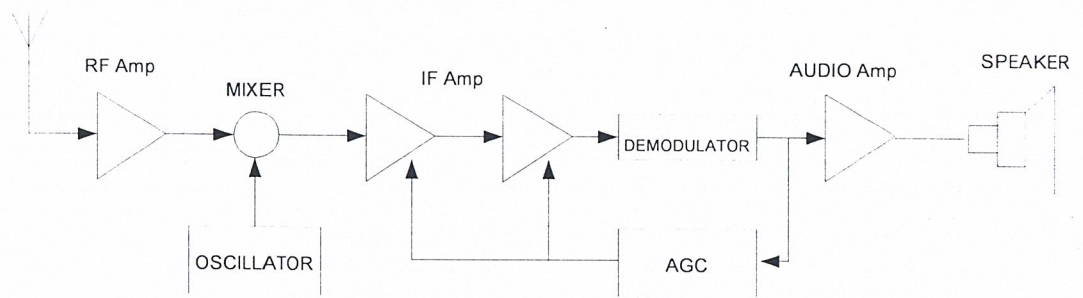 RF Amp
MIXER
IF Amp
AUDIO Amp
SPEAKER
DEMODULATOR
OSCILLATOR
AGC